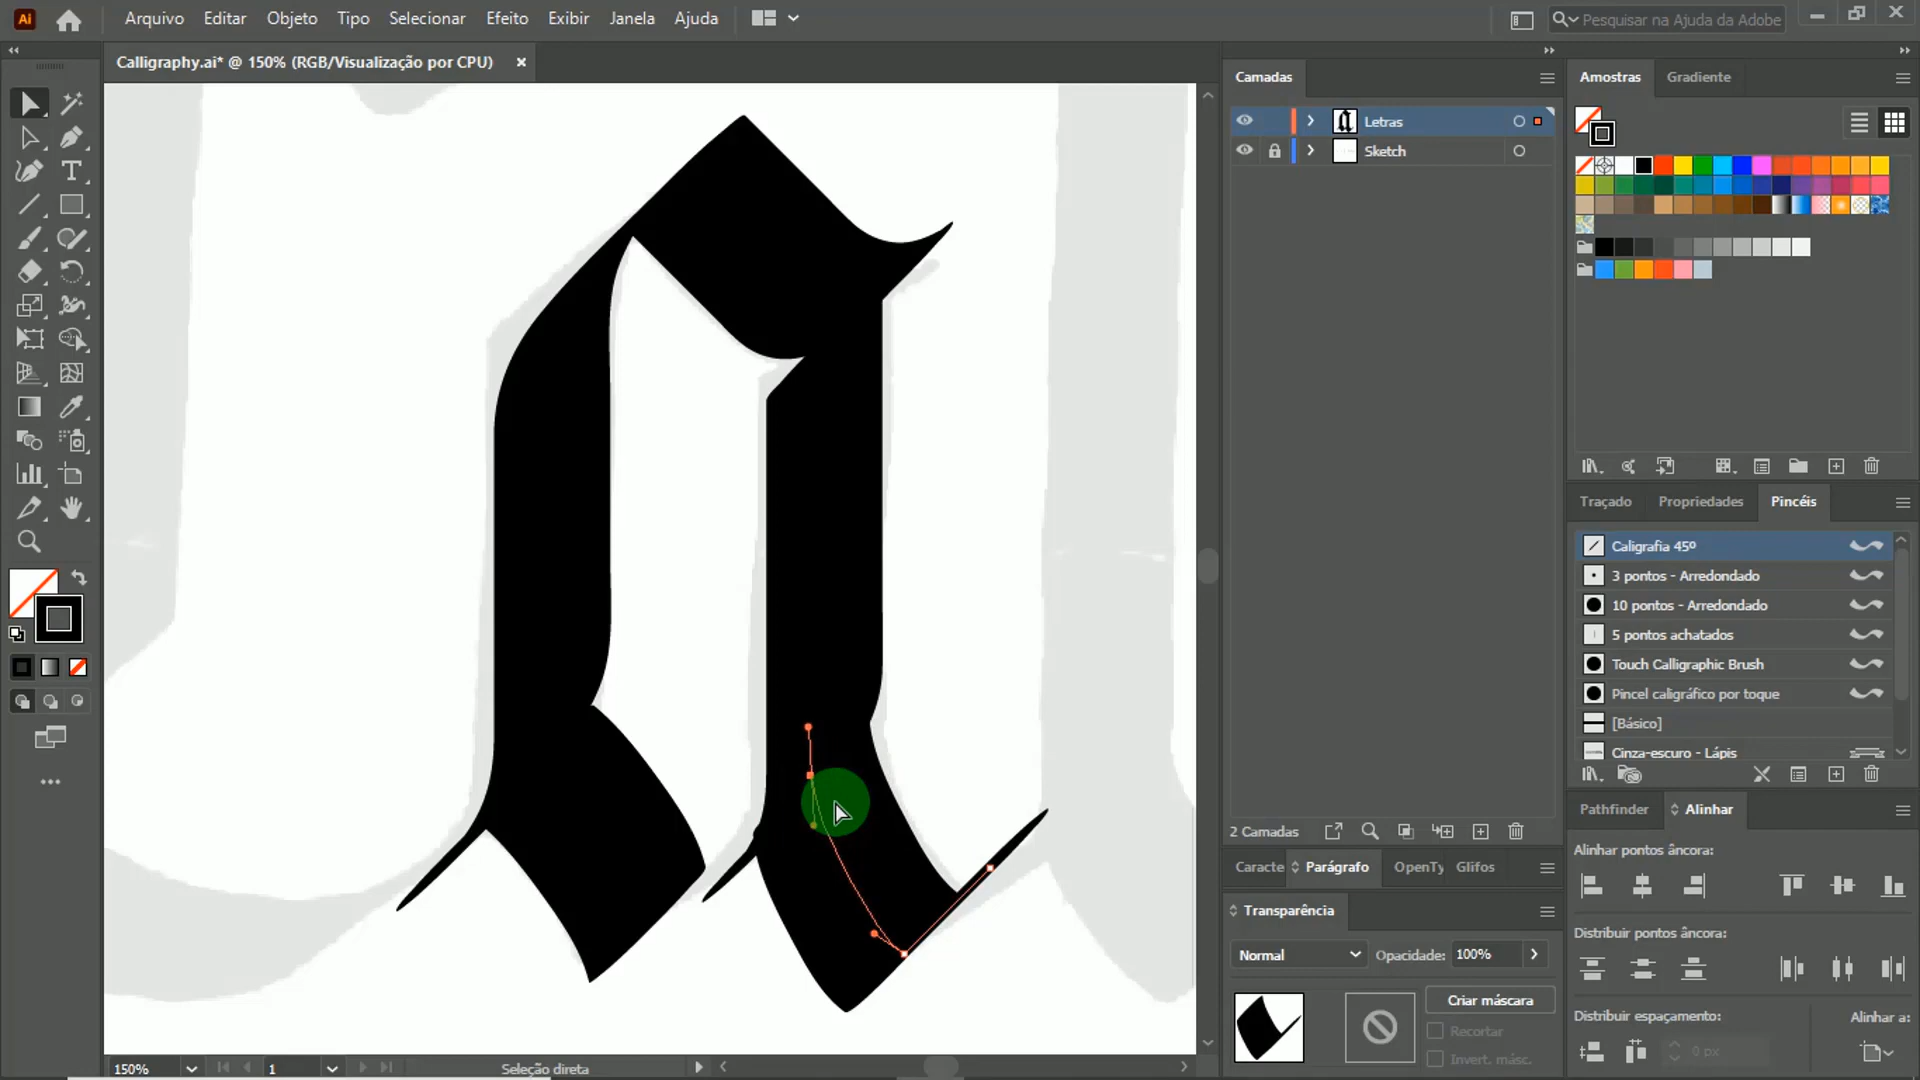 Ai
Arquivo Editar Objeto Tipo Selecionar Efeito Exibir Janela Ajuda
Pesquisar na Ajuda da Adobe
Calligraphy.ai* @ 150% (RGB/Visualização por CPU)
Camadas
Letras
Sketch
Amostras Gradiente
Traçado Propriedades Pincéis
Caligrafia 45º
3 pontos - Arredondado
10 pontos - Arredondado
5 pontos achatados
Touch Calligraphic Brush
Pincel caligráfico por toque
[Básico]
Cinza-escuro - Lápis
2 Camadas
Pathfinder Alinhar
Alinhar pontos âncora:
Caracte Parágrafo OpenTy Glifos
Transparência
Distribuir pontos âncora:
Normal Opacidade: 100%
Criar máscara
Recortar
Invert. másc.
Distribuir espaçamento: Alinhar a:
0 px
150% 1 Seleção direta